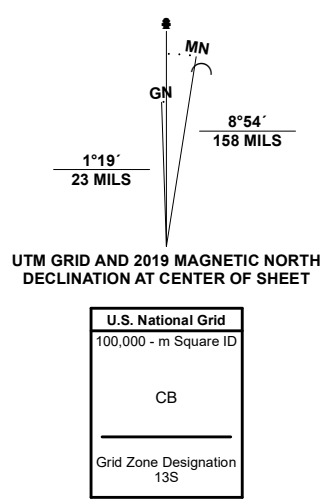 MN
GN
8°54´
158 MILS
1°19´
23 MILS
UTM GRID AND 2019 MAGNETIC NORTH
DECLINATION AT CENTER OF SHEET
U.S. National Grid
100,000 - m Square ID
CB
Grid Zone Designation
13S